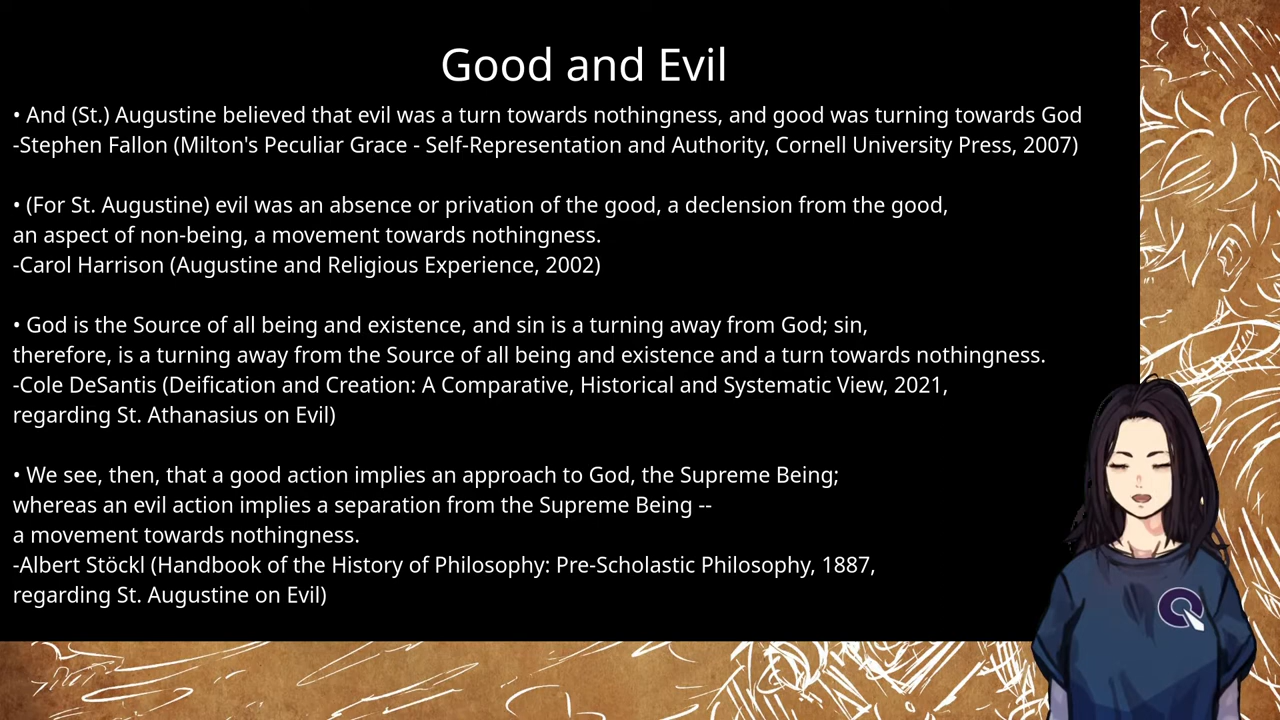 Good and Evil
• And (St.) Augustine believed that evil was a turn towards nothingness, and good was turning towards God
-Stephen Fallon (Milton's Peculiar Grace - Self-Representation and Authority, Cornell University Press, 2007)
• (For St. Augustine) evil was an absence or privation of the good, a declension from the good,
an aspect of non-being, a movement towards nothingness.
-Carol Harrison (Augustine and Religious Experience, 2002)
• God is the Source of all being and existence, and sin is a turning away from God; sin,
therefore, is a turning away from the Source of all being and existence and a turn towards nothingness.
-Cole DeSantis (Deification and Creation: A Comparative, Historical and Systematic View, 2021,
regarding St. Athanasius on Evil)
• We see, then, that a good action implies an approach to God, the Supreme Being;
whereas an evil action implies a separation from the Supreme Being --
a movement towards nothingness.
-Albert Stöckl (Handbook of the History of Philosophy: Pre-Scholastic Philosophy, 1887,
regarding St. Augustine on Evil)